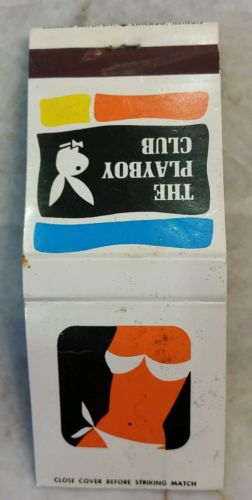 THE
PLAYBOY
CLUB
CLOSE COVER BEFORE STRIKING MATCH